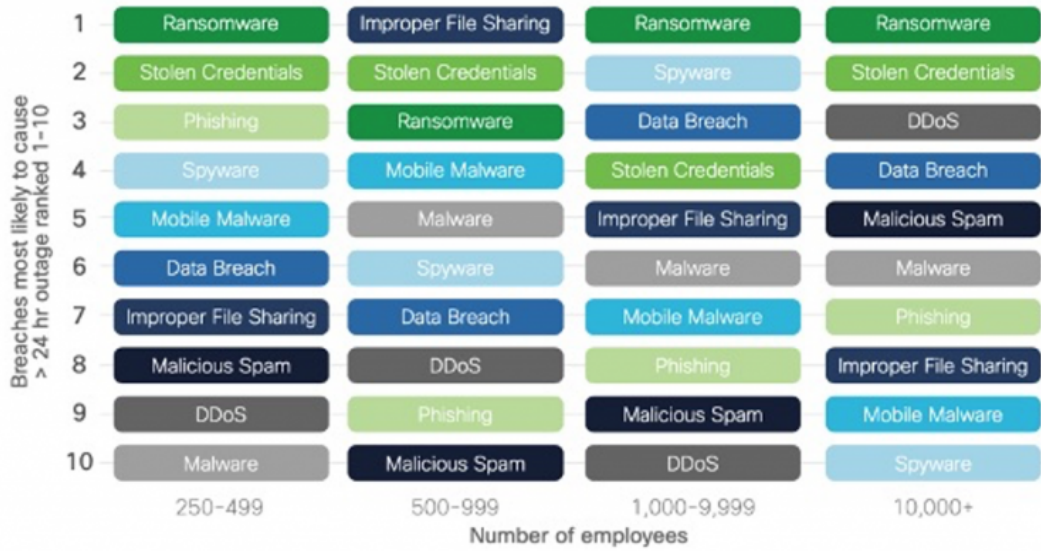 Breaches most likely to cause
> 24 hr outage ranked 1-10
1 Ransomware Improper File Sharing Ransomware Ransomware
2 Stolen Credentials Stolen Credentials Spyware Stolen Credentials
3 Phishing Ransomware Data Breach DDoS
4 Spyware Mobile Malware Stolen Credentials Data Breach
5 Mobile Malware Malware Improper File Sharing Malicious Spam
6 Data Breach Spyware Malware Malware
7 Improper File Sharing Data Breach Mobile Malware Phishing
8 Malicious Spam DDoS Phishing Improper File Sharing
9 DDoS Phishing Malicious Spam Mobile Malware
10 Malware Malicious Spam DDoS Spyware
250-499 500-999 1,000-9,999 10,000+
Number of employees